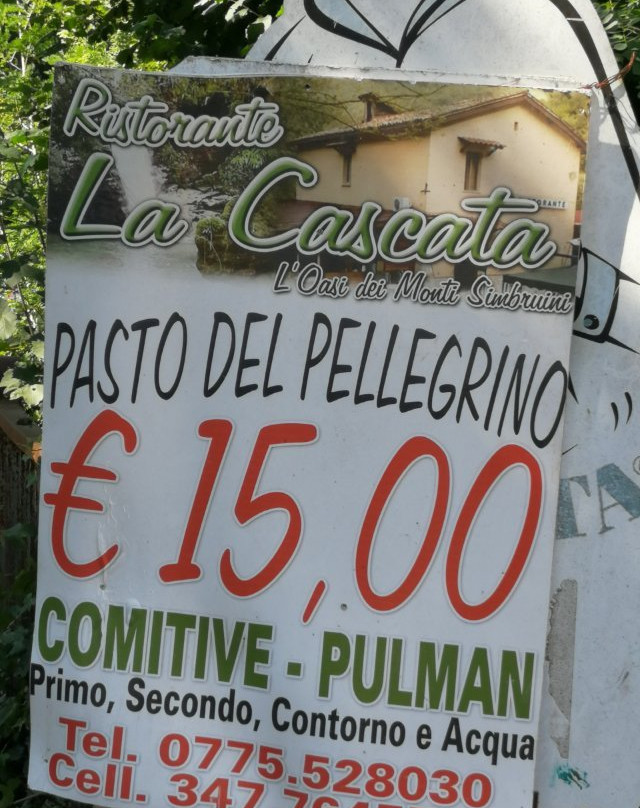 Ristorante
La Cascata
RISTORANTE
L'Oasi dei Monti Simbruini
PASTO DEL PELLEGRINO
€ 15,00
COMITIVE - PULMAN
Primo, Secondo, Contorno e Acqua
Tel. 0775.528030
Cell. 347